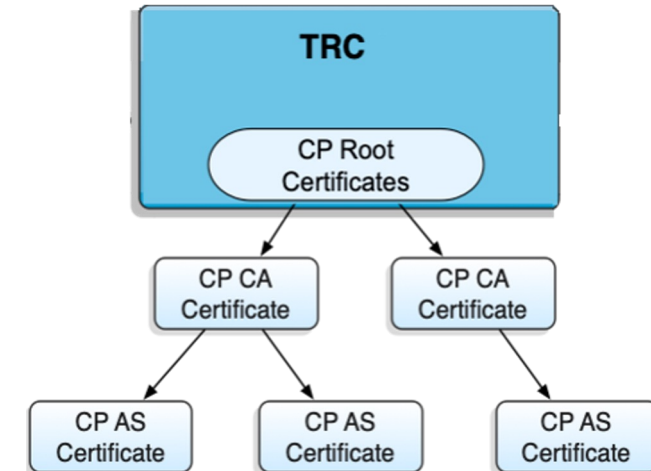 TRC
CP Root
Certificates
CP CA
Certificate
CP CA
Certificate
CP AS
Certificate
CP AS
Certificate
CP AS
Certificate